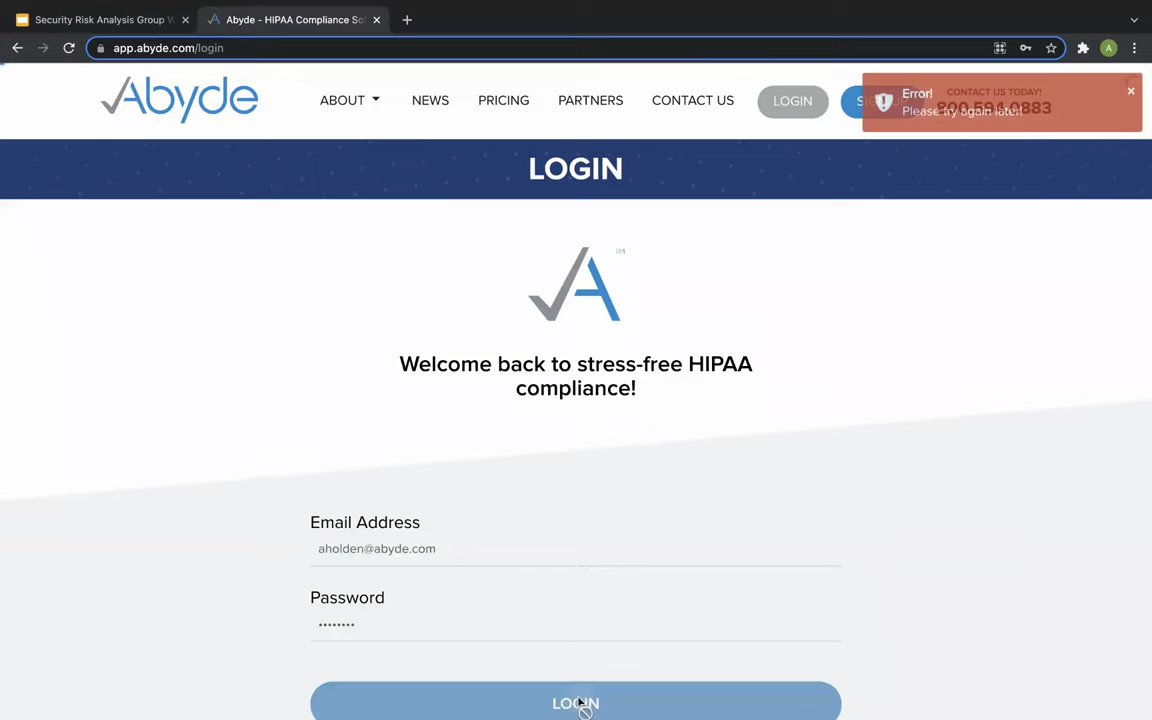 Security Risk Analysis Group W
Abyde - HIPAA Compliance So
app.abyde.com/login
A
Abyde
ABOUT
NEWS
PRICING
PARTNERS
CONTACT US
LOGIN
S
CONTACT US TODAY!
800.594.0883
Error!
Please try again later!
LOGIN
TM
Welcome back to stress-free HIPAA
compliance!
Email Address
aholden@abyde.com
Password
••••••••
LOGIN